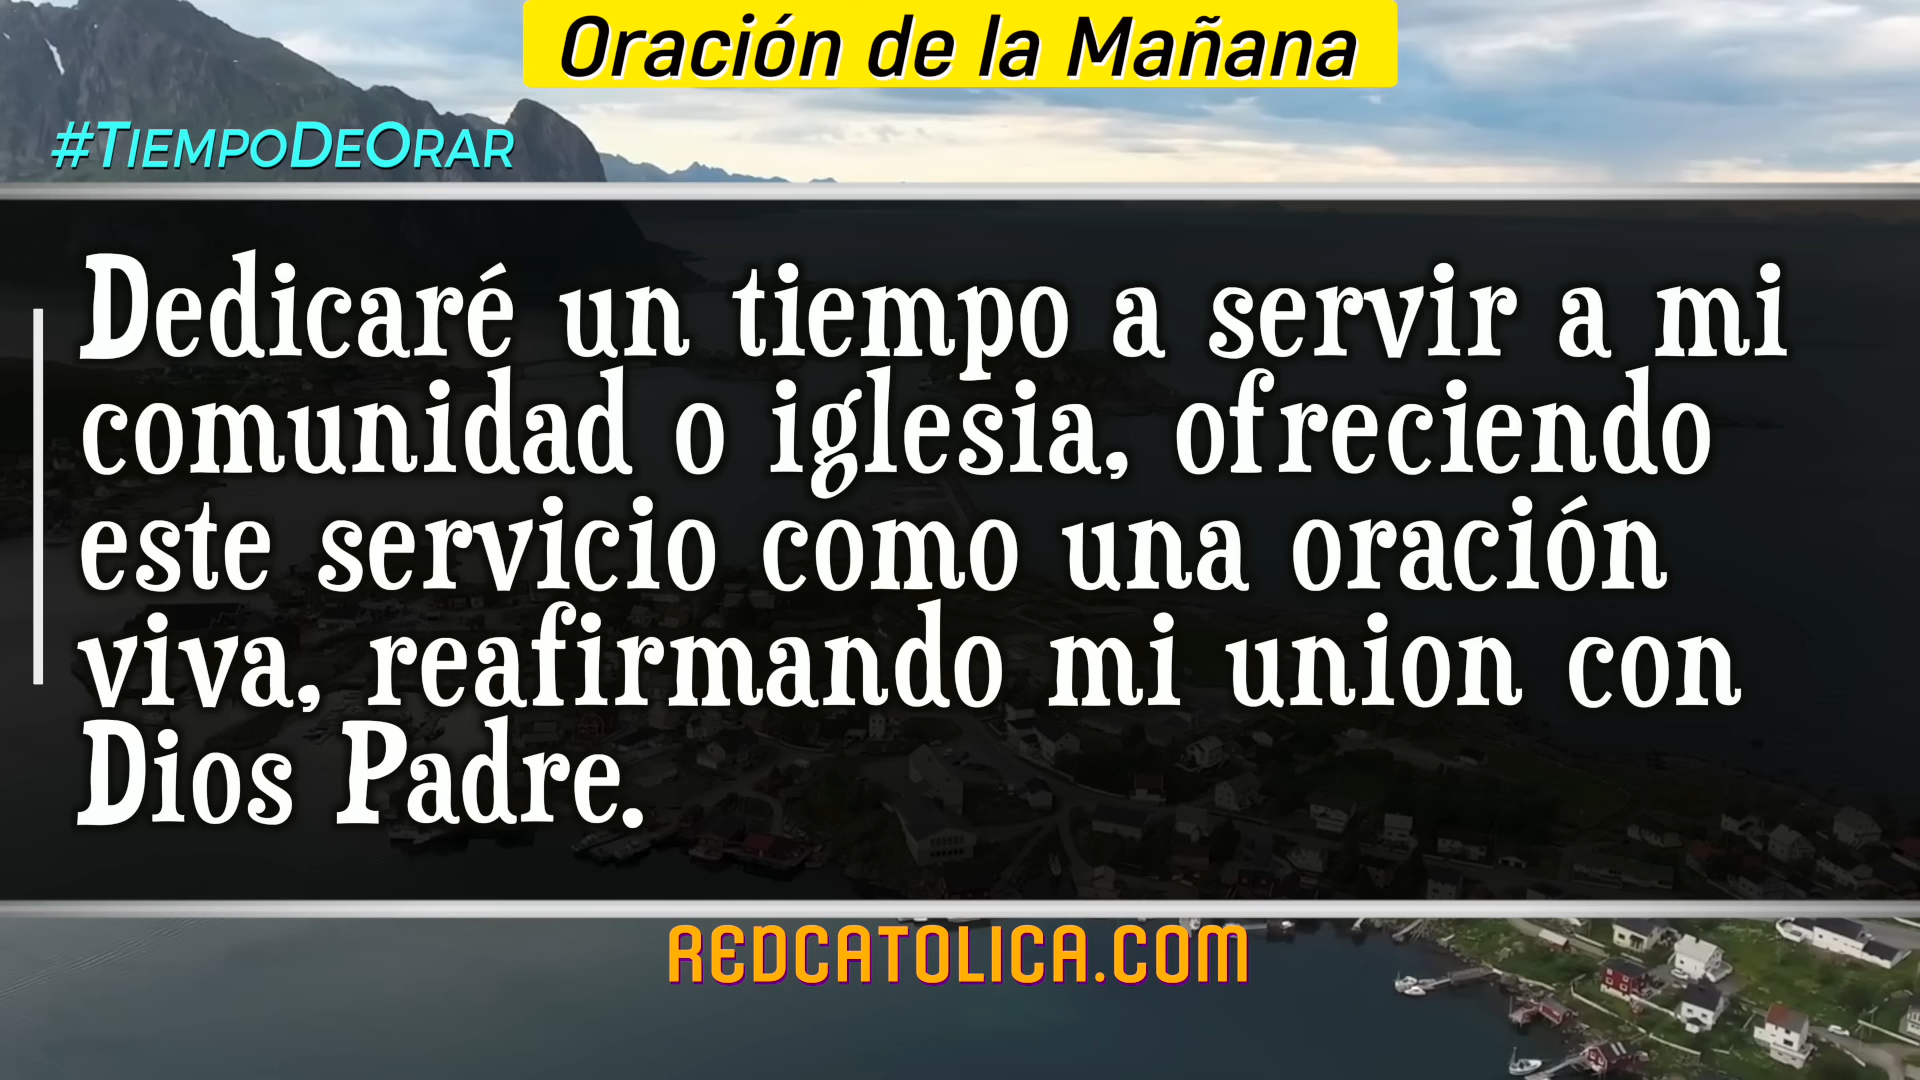 Oración de la Mañana
#TiempoDeOrar
Dedicaré un tiempo a servir a mi
comunidad o iglesia, ofreciendo
este servicio como una oración
viva, reafirmando mi union con
Dios Padre.
REDCATOLICA.COM